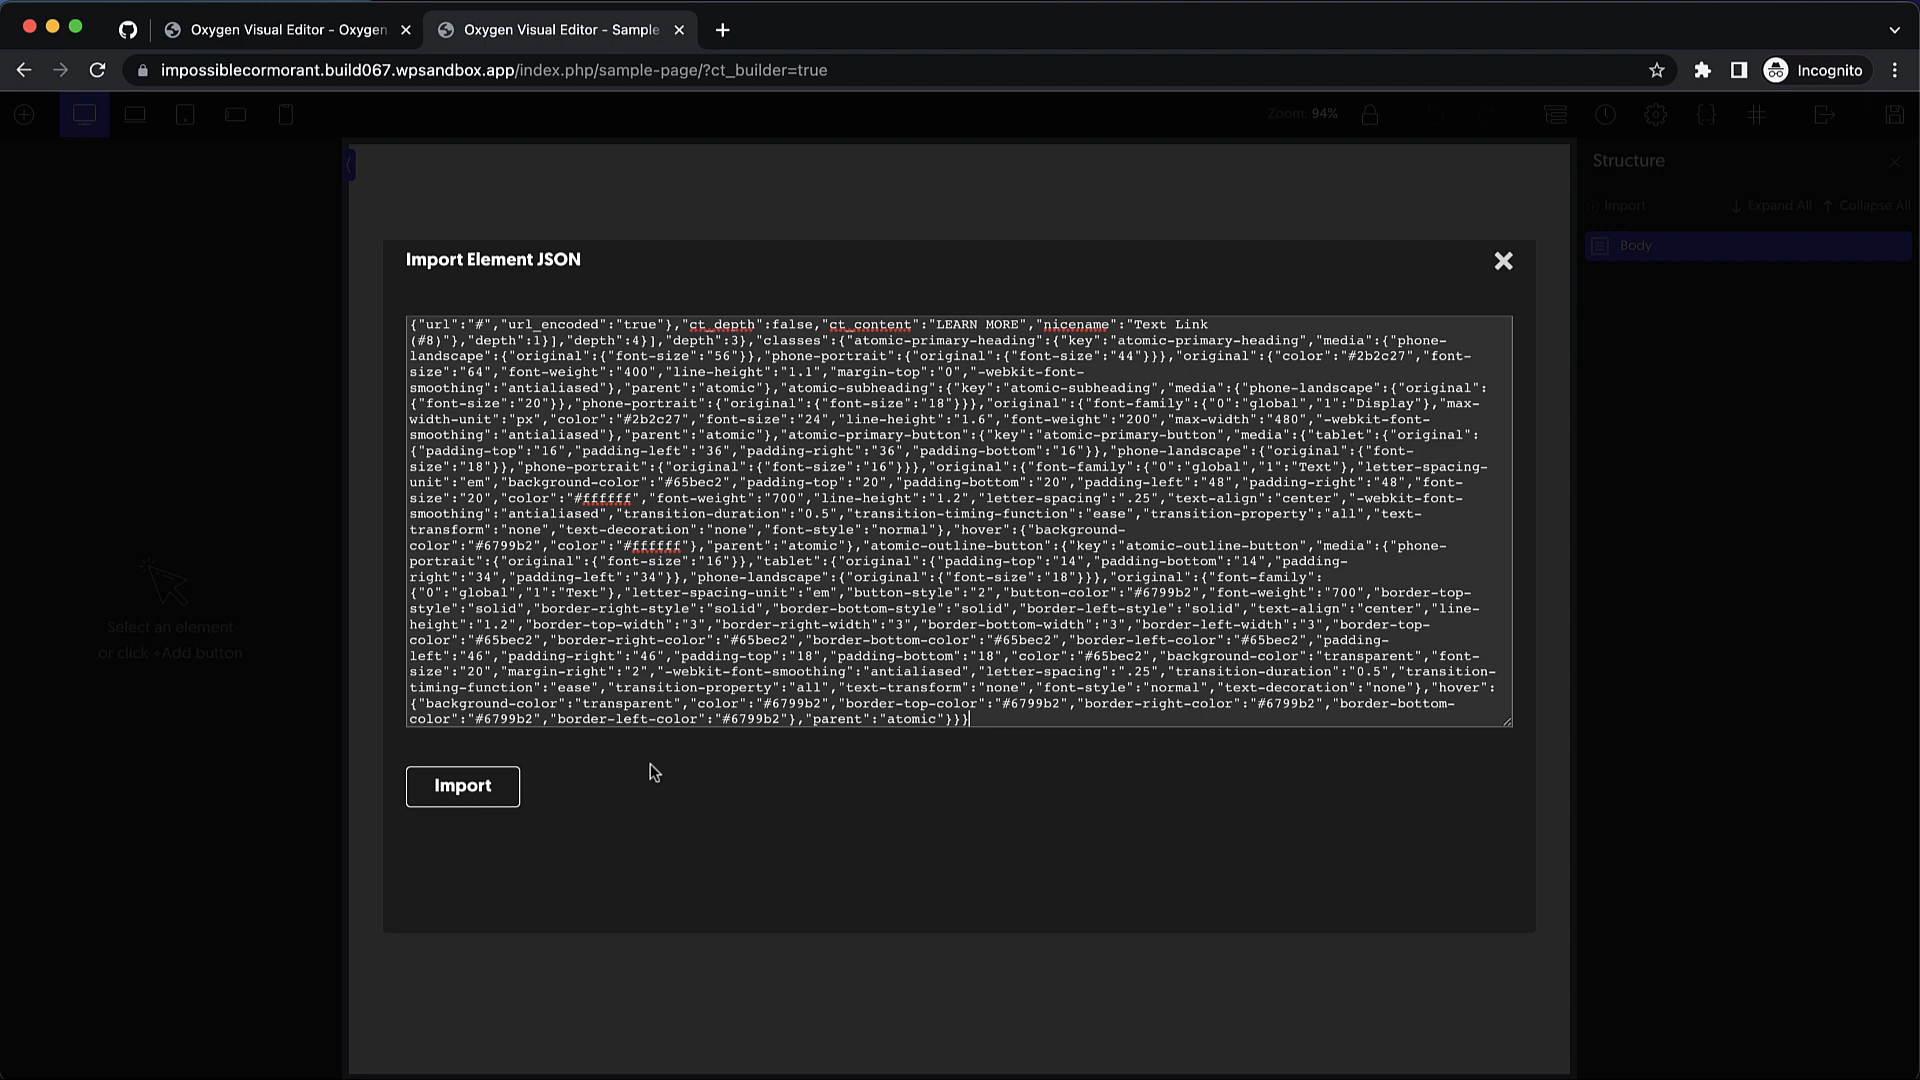 Oxygen Visual Editor - Oxygen
Oxygen Visual Editor - Sample
impossiblecormorant.build067.wpsandbox.app/index.php/sample-page/?ct_builder=true
Incognito
Zoom: 94%
Structure
Import
Expand All
Collapse All
Body
Select an element
or click +Add button
Import Element JSON
{"url":"#","url_encoded":"true"},"ct_depth":false,"ct_content":"LEARN MORE","nicename":"Text Link
(#8)"},"depth":1}],"depth":4}],"depth":3},"classes":{"atomic-primary-heading":{"key":"atomic-primary-heading","media":{"phone-
landscape":{"original":{"font-size":"56"}},"phone-portrait":{"original":{"font-size":"44"}}},"original":{"color":"#2b2c27","font-
size":"64","font-weight":"400","line-height":"1.1","margin-top":"0","-webkit-font-
smoothing":"antialiased"},"parent":"atomic"},"atomic-subheading":{"key":"atomic-subheading","media":{"phone-landscape":{"original":
{"font-size":"20"}},"phone-portrait":{"original":{"font-size":"18"}}},"original":{"font-family":{"0":"global","1":"Display"},"max-
width-unit":"px","color":"#2b2c27","font-size":"24","line-height":"1.6","font-weight":"200","max-width":"480","-webkit-font-
smoothing":"antialiased"},"parent":"atomic"},"atomic-primary-button":{"key":"atomic-primary-button","media":{"tablet":{"original":
{"padding-top":"16","padding-left":"36","padding-right":"36","padding-bottom":"16"}},"phone-landscape":{"original":{"font-
size":"18"}},"phone-portrait":{"original":{"font-size":"16"}}},"original":{"font-family":{"0":"global","1":"Text"},"letter-spacing-
unit":"em","background-color":"#65bec2","padding-top":"20","padding-bottom":"20","padding-left":"48","padding-right":"48","font-
size":"20","color":"#ffffff","font-weight":"700","line-height":"1.2","letter-spacing":".25","text-align":"center","-webkit-font-
smoothing":"antialiased","transition-duration":"0.5","transition-timing-function":"ease","transition-property":"all","text-
transform":"none","text-decoration":"none","font-style":"normal"},"hover":{"background-
color":"#6799b2","color":"#ffffff"},"parent":"atomic"},"atomic-outline-button":{"key":"atomic-outline-button","media":{"phone-
portrait":{"original":{"font-size":"16"}},"tablet":{"original":{"padding-top":"14","padding-bottom":"14","padding-
right":"34","padding-left":"34"}},"phone-landscape":{"original":{"font-size":"18"}}},"original":{"font-family":
{"0":"global","1":"Text"},"letter-spacing-unit":"em","button-style":"2","button-color":"#6799b2","font-weight":"700","border-top-
style":"solid","border-right-style":"solid","border-bottom-style":"solid","border-left-style":"solid","text-align":"center","line-
height":"1.2","border-top-width":"3","border-right-width":"3","border-bottom-width":"3","border-left-width":"3","border-top-
color":"#65bec2","border-right-color":"#65bec2","border-bottom-color":"#65bec2","border-left-color":"#65bec2","padding-
left":"46","padding-right":"46","padding-top":"18","padding-bottom":"18","color":"#65bec2","background-color":"transparent","font-
size":"20","margin-right":"2","-webkit-font-smoothing":"antialiased","letter-spacing":".25","transition-duration":"0.5","transition-
timing-function":"ease","transition-property":"all","text-transform":"none","font-style":"normal","text-decoration":"none"},"hover":
{"background-color":"transparent","color":"#6799b2","border-top-color":"#6799b2","border-right-color":"#6799b2","border-bottom-
color":"#6799b2","border-left-color":"#6799b2"},"parent":"atomic"}}}
Import